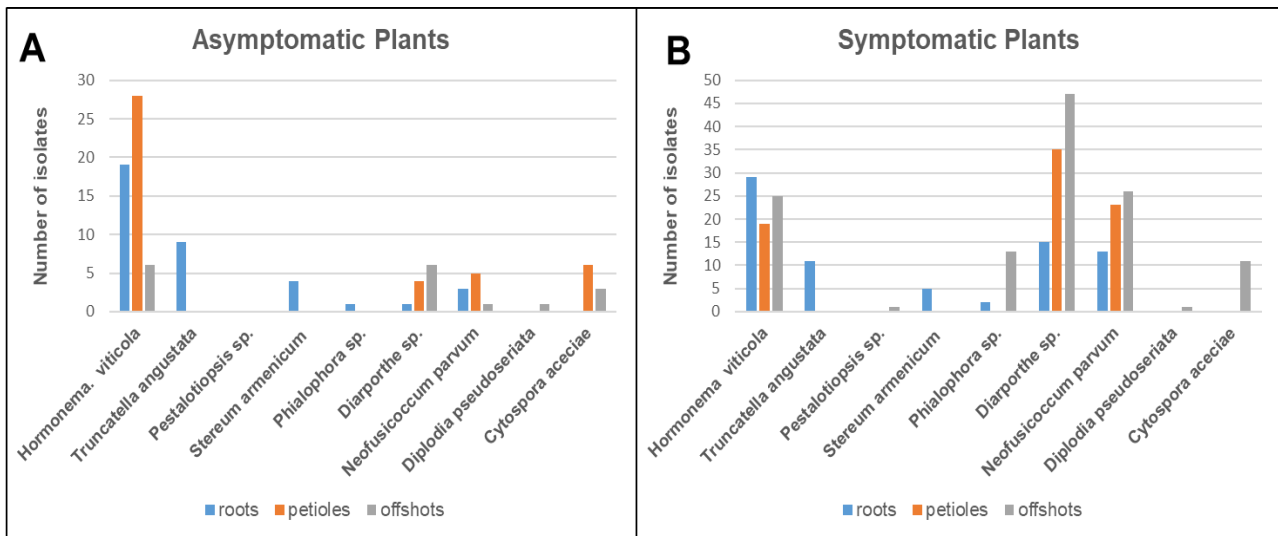 A
Asymptomatic Plants
Number of isolates
30
25
20
15
10
5
0
Hormonema. viticola
Truncatella angustata
Pestalotiopsis sp.
Stereum armenicum
Phialophora sp.
Diarporthe sp.
Neofusicoccum parvum
Diplodia pseudoseriata
Cytospora aceciae
roots petioles offshots
B
Symptomatic Plants
Number of isolates
50
45
40
35
30
25
20
15
10
5
0
Hormonema viticola
Truncatella angustata
Pestalotiopsis sp.
Stereum armenicum
Phialophora sp.
Diarporthe sp.
Neofusicoccum parvum
Diplodia pseudoseriata
Cytospora aceciae
roots petioles offshots